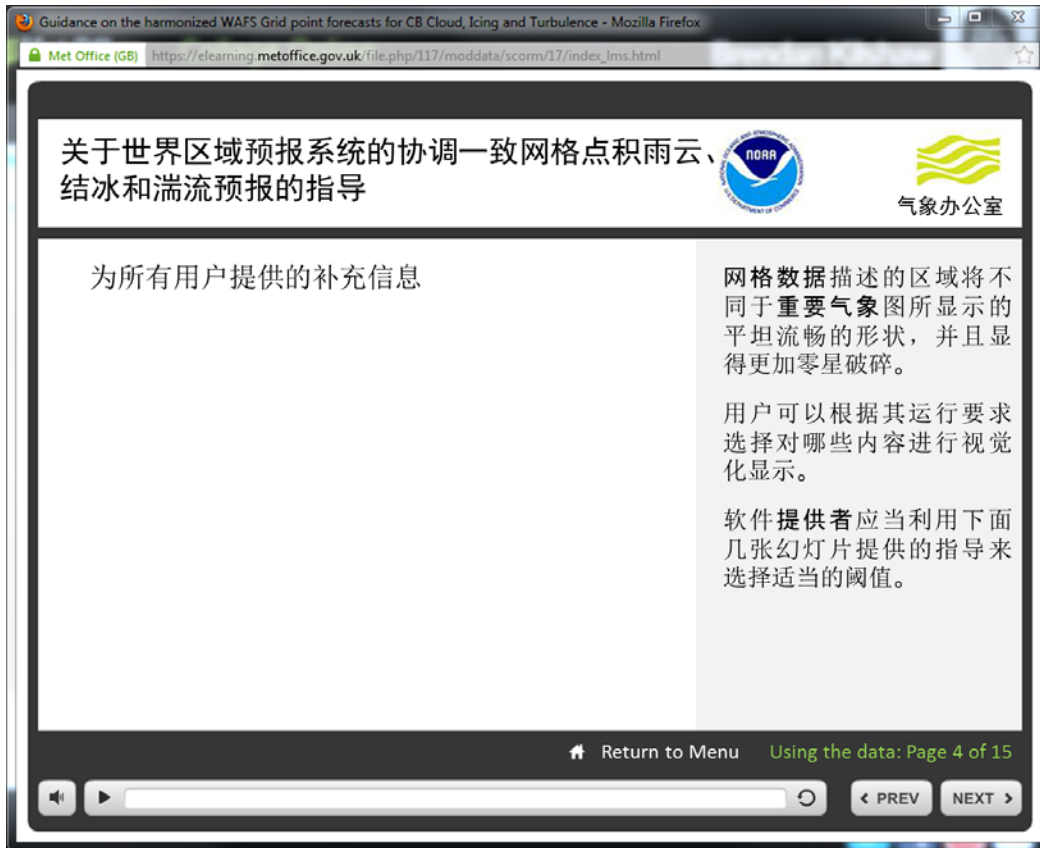 Guidance on the harmonized WAFS Grid point forecasts for CB Cloud, Icing and Turbulence - Mozilla Firefox
Met Office (GB) https://elearning.metoffice.gov.uk/file.php/117/moddata/scorm/17/index_lms.html
关于世界区域预报系统的协调一致网格点积雨云、
结冰和湍流预报的指导
NOAA
气象办公室
为所有用户提供的补充信息
网格数据描述的区域将不
同于重要气象图所显示的
平坦流畅的形状，并且显
得更加零星破碎。
用户可以根据其运行要求
选择对哪些内容进行视觉
化显示。
软件提供者应当利用下面
几张幻灯片提供的指导来
选择适当的阈值。
Return to Menu Using the data: Page 4 of 15
PREV NEXT